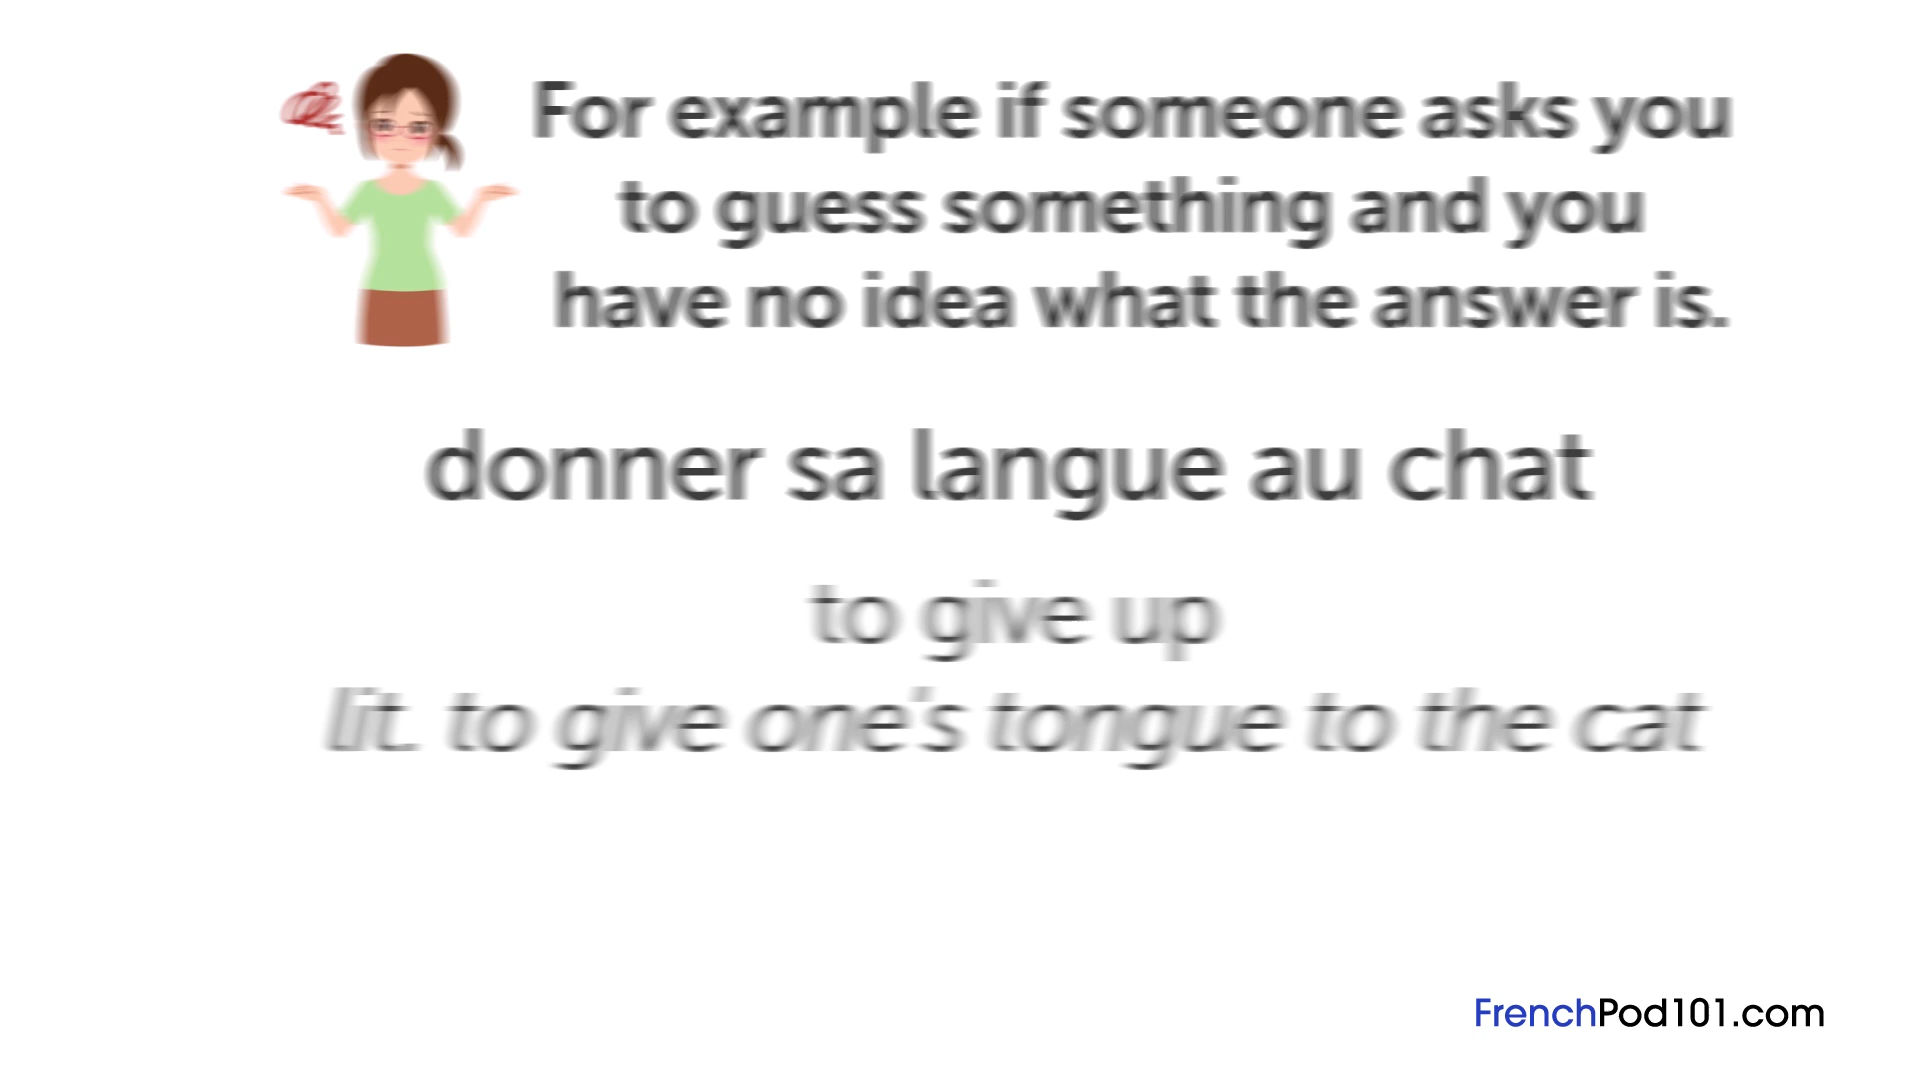 For example if someone asks you
to guess something and you
have no idea what the answer is.
donner sa langue au chat
to give up
lit. to give one's tongue to the cat
FrenchPod101.com